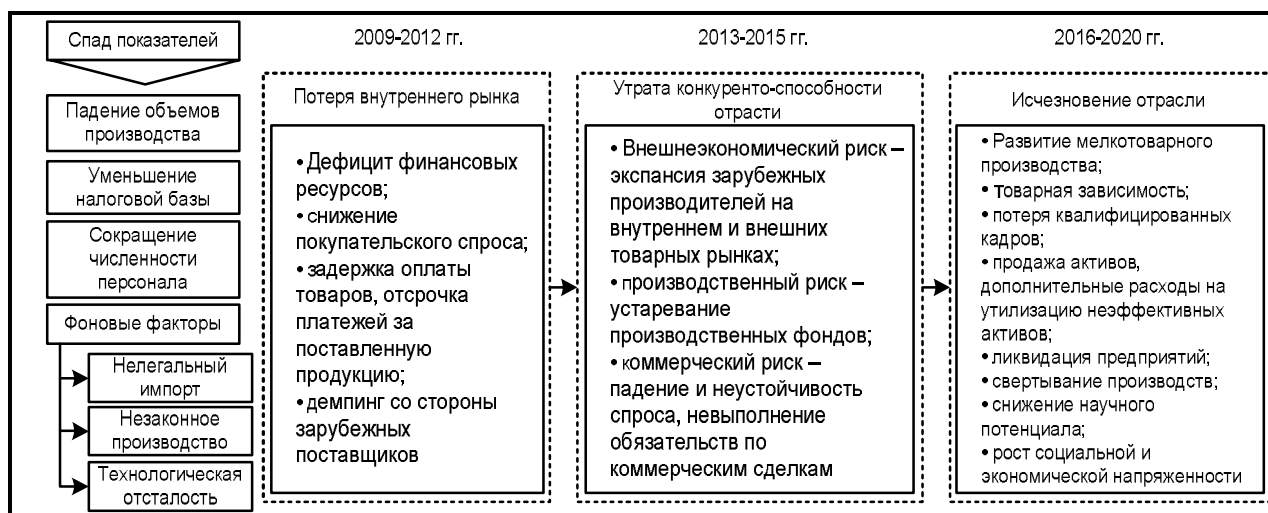 Спад показателей
Падение объемов
производства
Уменьшение
налоговой базы
Сокращение
численности
персонала
Фоновые факторы
Нелегальный
импорт
Незаконное
производство
Технологическая
отсталость
2009-2012 гг.
Потеря внутреннего рынка
• Дефицит финансовых
ресурсов;
• снижение
покупательского спроса;
• задержка оплаты
товаров, отсрочка
платежей за
поставленную
продукцию;
• демпинг со стороны
зарубежных
поставщиков
2013-2015 гг.
Утрата конкуренто-способности
отрасти
• Внешнеэкономический риск –
экспансия зарубежных
производителей на
внутреннем и внешних
товарных рынках;
• производственный риск –
устаревание
производственных фондов;
• коммерческий риск –
падение и неустойчивость
спроса, невыполнение
обязательств по
коммерческим сделкам
2016-2020 гг.
Исчезновение отрасли
• Развитие мелкотоварного
производства;
• товарная зависимость;
• потеря квалифицированных
кадров;
• продажа активов,
дополнительные расходы на
утилизацию неэффективных
активов;
• ликвидация предприятий;
• свертывание производств;
• снижение научного
потенциала;
• рост социальной и
экономической напряженности